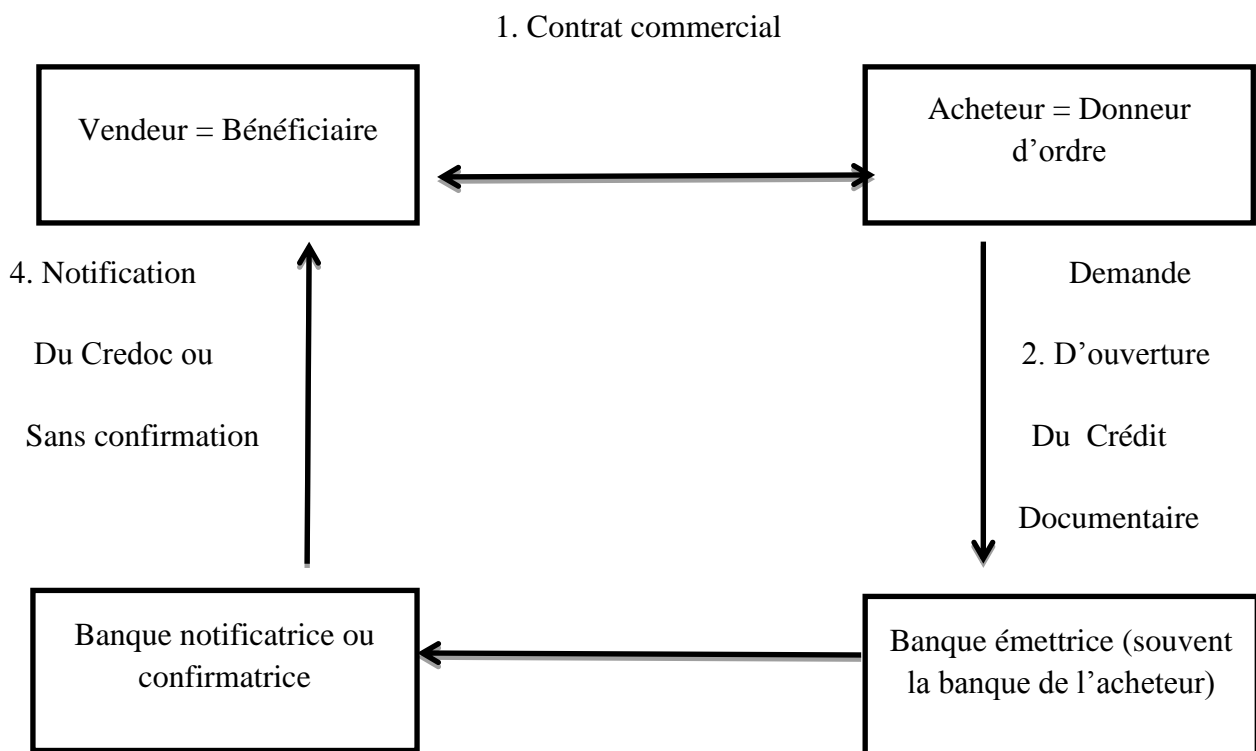 1. Contrat commercial
Vendeur = Bénéficiaire
Acheteur = Donneur
d’ordre
4. Notification
Du Credoc ou
Sans confirmation
Demande
2. D’ouverture
Du Crédit
Documentaire
Banque notificatrice ou
confirmatrice
Banque émettrice (souvent
la banque de l’acheteur)